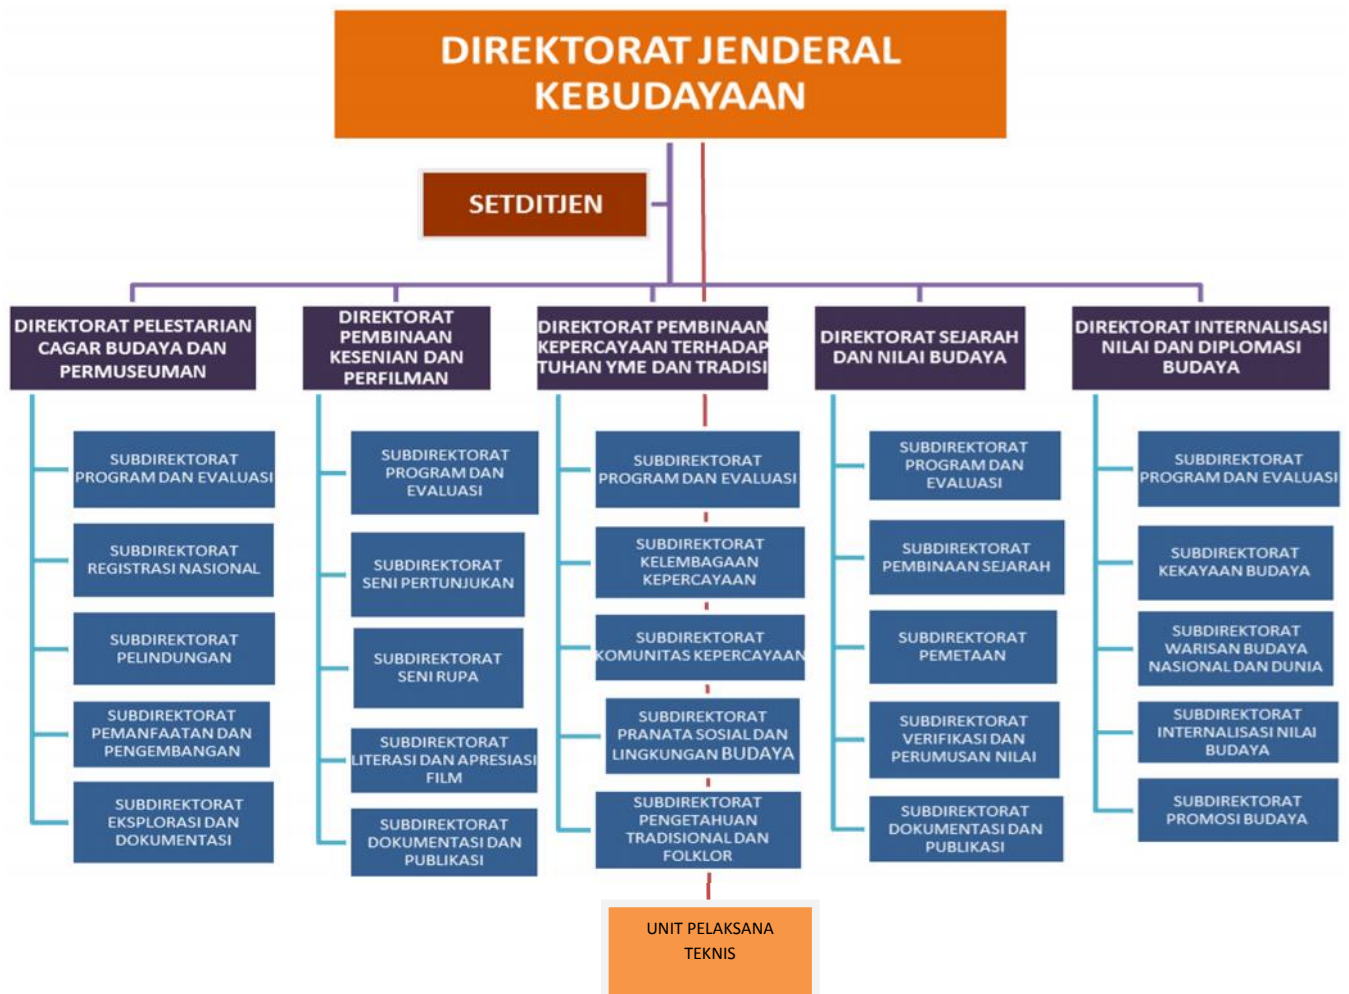 DIREKTORAT JENDERAL
KEBUDAYAAN
SETDITJEN
DIREKTORAT PELESTARIAN
CAGAR BUDAYA DAN
PERMUSEUMAN
DIREKTORAT
PEMBINAAN
KESENIAN DAN
PERFILMAN
DIREKTORAT PEMBINAAN
KEPERCAYAAN TERHADAP
TUHAN YME DAN TRADISI
DIREKTORAT SEJARAH
DAN NILAI BUDAYA
DIREKTORAT INTERNALISASI
NILAI DAN DIPLOMASI
BUDAYA
SUBDIREKTORAT
PROGRAM DAN EVALUASI
SUBDIREKTORAT
REGISTRASI NASIONAL
SUBDIREKTORAT
PELINDUNGAN
SUBDIREKTORAT
PEMANFAATAN DAN
PENGEMBANGAN
SUBDIREKTORAT
EKSPLORASI DAN
DOKUMENTASI
SUBDIREKTORAT
PROGRAM DAN
EVALUASI
SUBDIREKTORAT
SENI PERTUNJUKAN
SUBDIREKTORAT
SENI RUPA
SUBDIREKTORAT
LITERASI DAN APRESIASI
FILM
SUBDIREKTORAT
DOKUMENTASI DAN
PUBLIKASI
SUBDIREKTORAT
PROGRAM DAN EVALUASI
SUBDIREKTORAT
KELEMBAGAAN
KEPERCAYAAN
SUBDIREKTORAT
KOMUNITAS KEPERCAYAAN
SUBDIREKTORAT
PRANATA SOSIAL DAN
LINGKUNGAN BUDAYA
SUBDIREKTORAT
PENGETAHUAN
TRADISIONAL DAN
FOLKLOR
SUBDIREKTORAT
PROGRAM DAN
EVALUASI
SUBDIREKTORAT
PEMBINAAN SEJARAH
SUBDIREKTORAT
PEMETAAN
SUBDIREKTORAT
VERIFIKASI DAN
PERUMUSAN NILAI
SUBDIREKTORAT
DOKUMENTASI DAN
PUBLIKASI
SUBDIREKTORAT
PROGRAM DAN EVALUASI
SUBDIREKTORAT
KEKAYAAN BUDAYA
SUBDIREKTORAT
WARISAN BUDAYA
NASIONAL DAN DUNIA
SUBDIREKTORAT
INTERNALISASI NILAI
BUDAYA
SUBDIREKTORAT
PROMOSI BUDAYA
UNIT PELAKSANA
TEKNIS